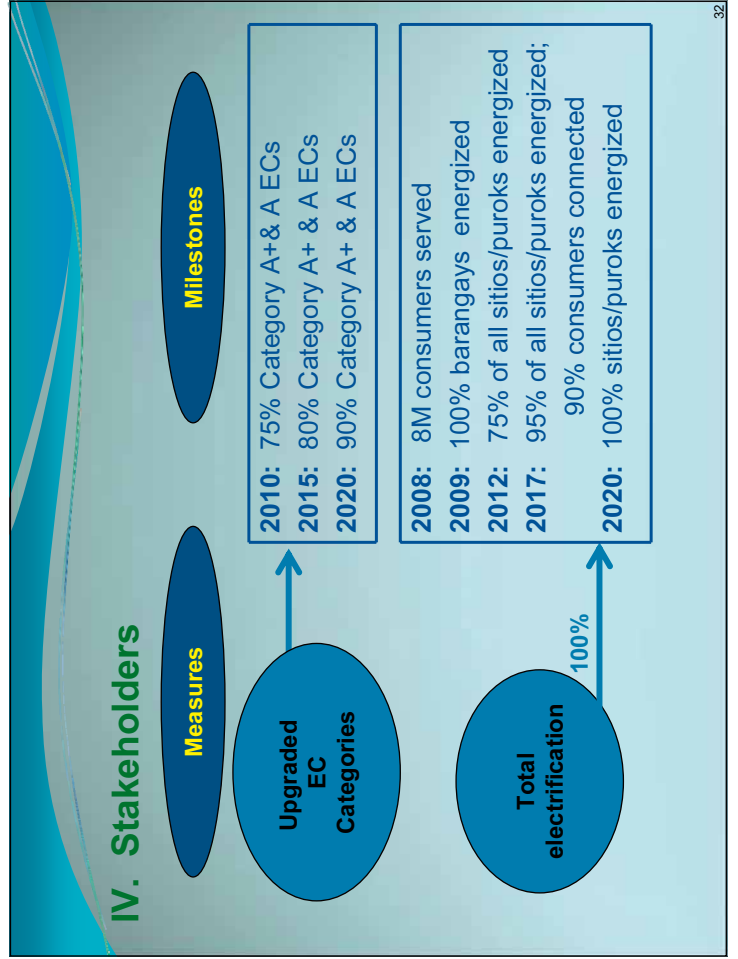 IV. Stakeholders
Measures
Milestones
Upgraded
EC
Categories
2010: 75% Category A+& A ECs
2015: 80% Category A+ & A ECs
2020: 90% Category A+ & A ECs
Total
electrification
100%
2008: 8M consumers served
2009: 100% barangays energized
2012: 75% of all sitios/puroks energized
2017: 95% of all sitios/puroks energized;
90% consumers connected
2020: 100% sitios/puroks energized
32